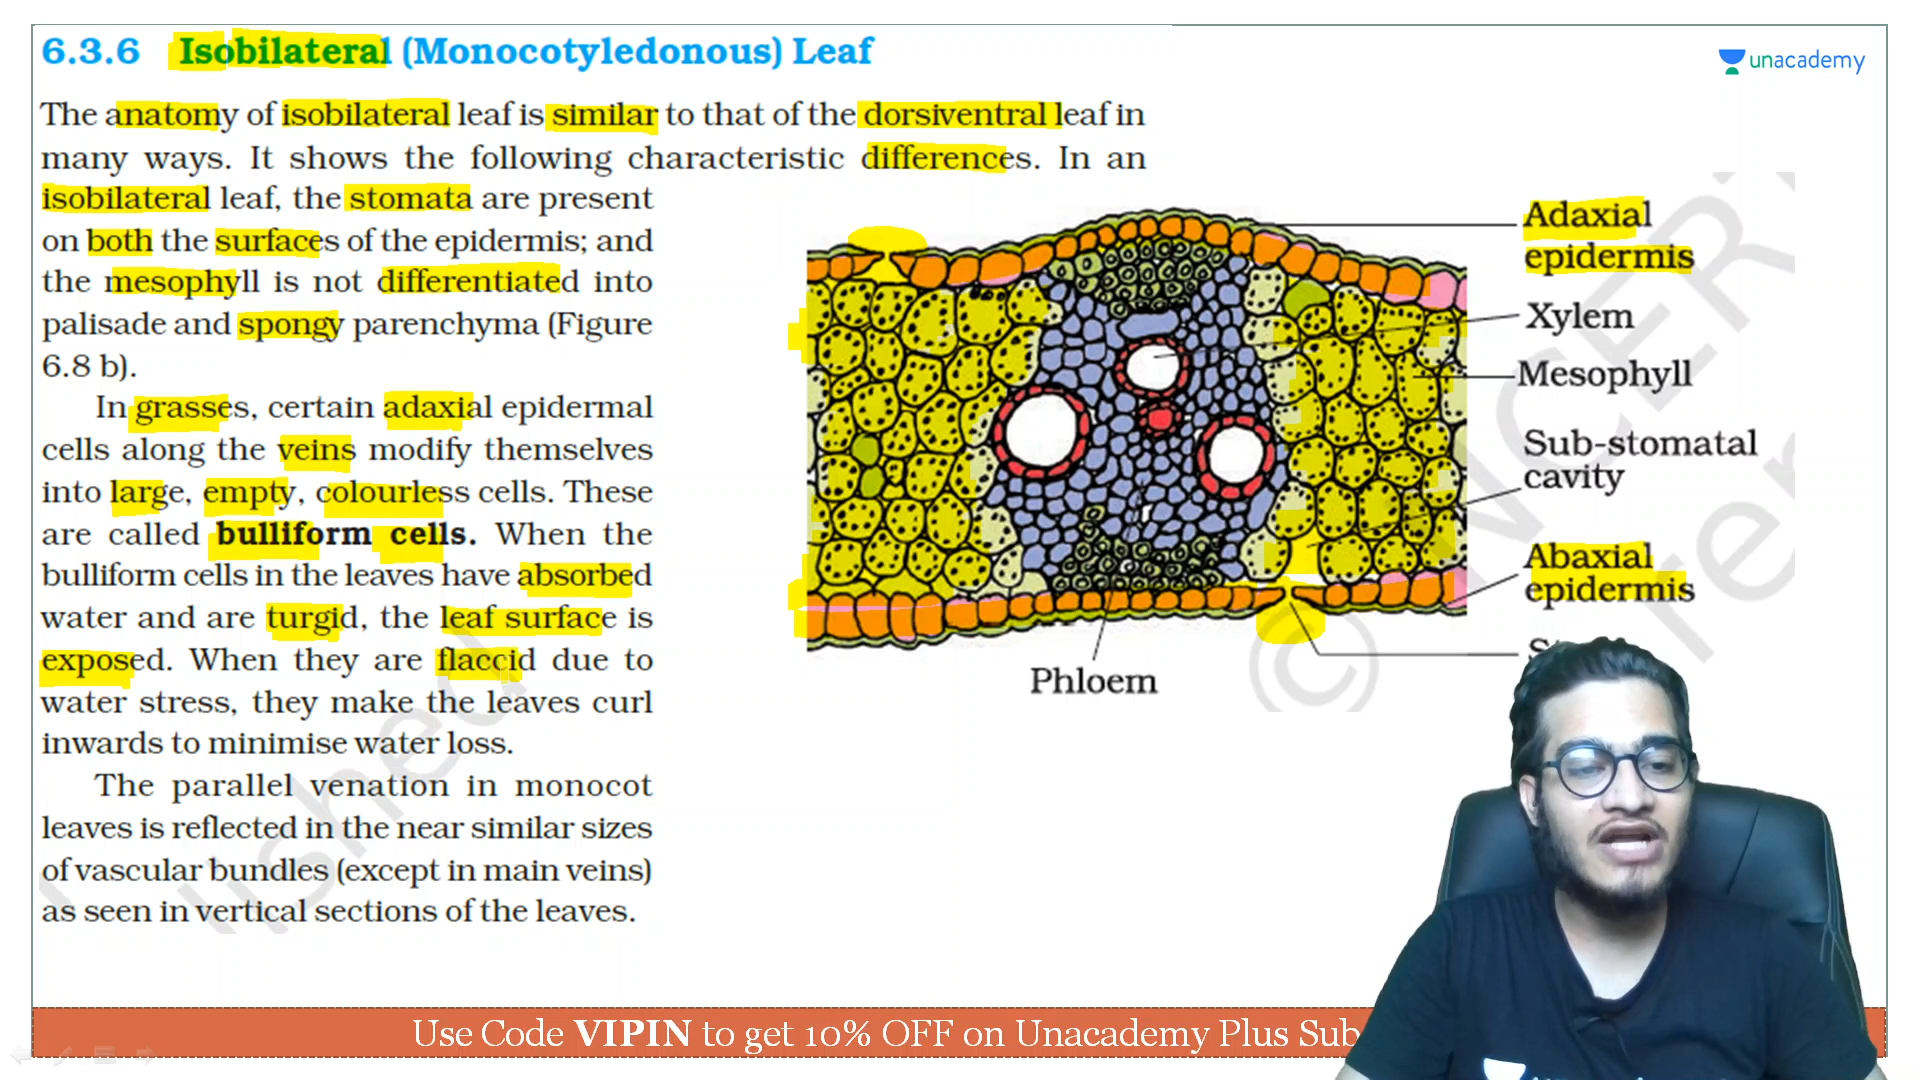 6.3.6 Isobilateral (Monocotyledonous) Leaf
unacademy
The anatomy of isobilateral leaf is similar to that of the dorsiventral leaf in
many ways. It shows the following characteristic differences. In an
isobilateral leaf, the stomata are present
on both the surfaces of the epidermis; and
the mesophyll is not differentiated into
palisade and spongy parenchyma (Figure
6.8 b).
In grasses, certain adaxial epidermal
cells along the veins modify themselves
into large, empty, colourless cells. These
are called bulliform cells. When the
bulliform cells in the leaves have absorbed
water and are turgid, the leaf surface is
exposed. When they are flaccid due to
water stress, they make the leaves curl
inwards to minimise water loss.
The parallel venation in monocot
leaves is reflected in the near similar sizes
of vascular bundles (except in main veins)
as seen in vertical sections of the leaves.
Adaxial
epidermis
Xylem
Mesophyll
Sub-stomatal
cavity
Abaxial
epidermis
Phloem
© NCER
Use Code VIPIN to get 10% OFF on Unacademy Plus Sub